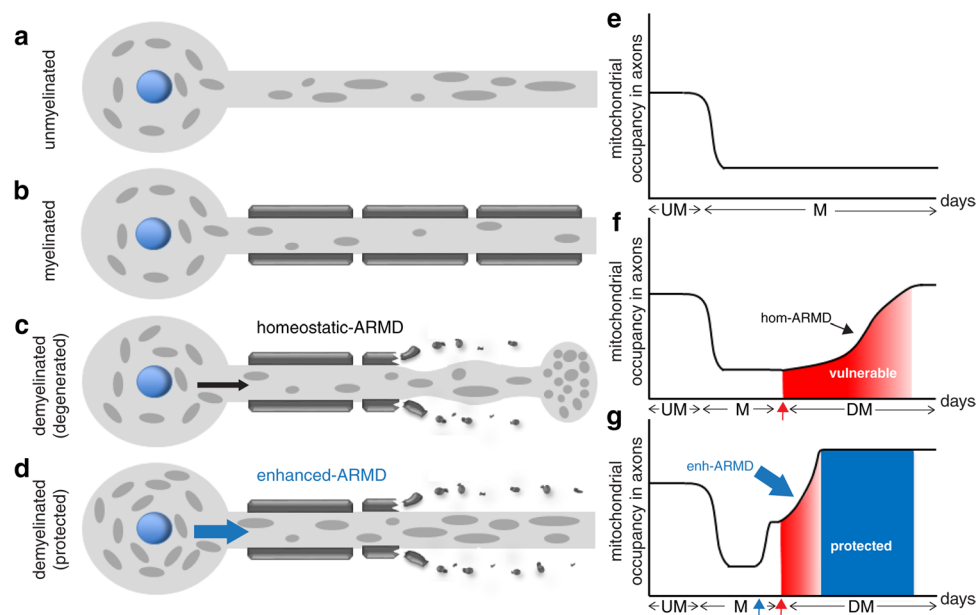 a
unmyelinated
b
myelinated
c
demyelinated
(degenerated)
homeostatic-ARMD
d
demyelinated
(protected)
enhanced-ARMD
e
mitochondrial
occupancy in axons
days
UM
M
f
mitochondrial
occupancy in axons
hom-ARMD
vulnerable
days
UM
M
DM
g
mitochondrial
occupancy in axons
enh-ARMD
protected
days
UM
M
DM